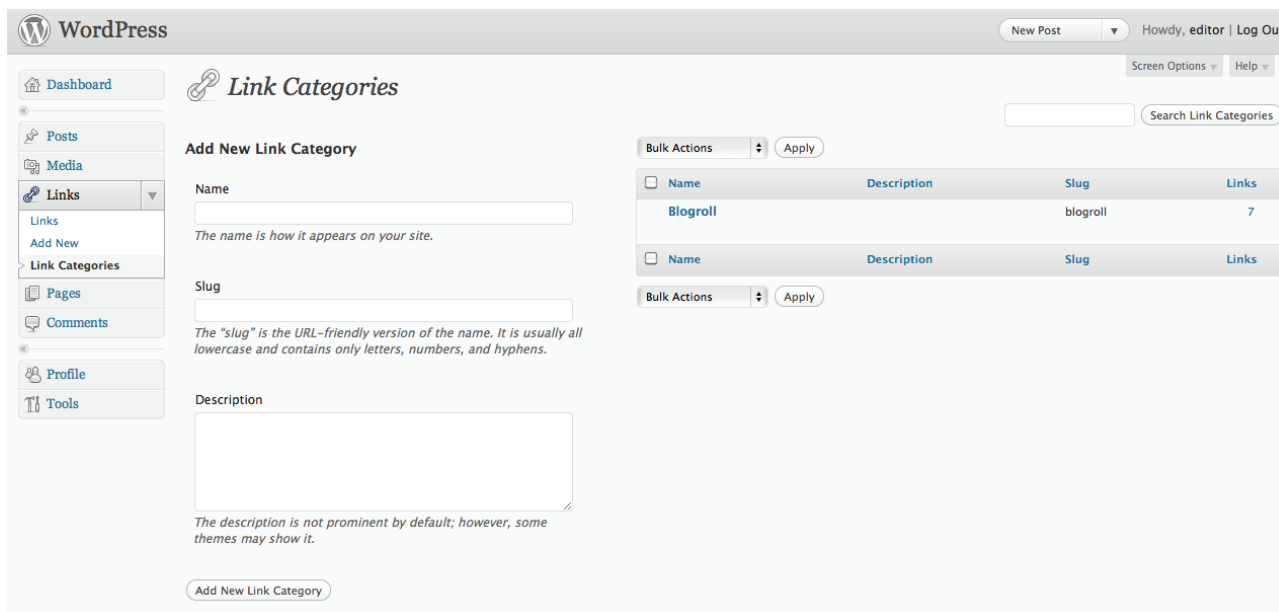 WordPress
New Post
Howdy, editor | Log Ou
Screen Options
Help
Dashboard
Posts
Media
Links
Links
Add New
Link Categories
Pages
Comments
Profile
Tools
Link Categories
Search Link Categories
Add New Link Category
Name
The name is how it appears on your site.
Slug
The “slug” is the URL-friendly version of the name. It is usually all
lowercase and contains only letters, numbers, and hyphens.
Description
The description is not prominent by default; however, some
themes may show it.
Add New Link Category
Bulk Actions Apply
Name Description Slug Links
Blogroll blogroll 7
Name Description Slug Links
Bulk Actions Apply